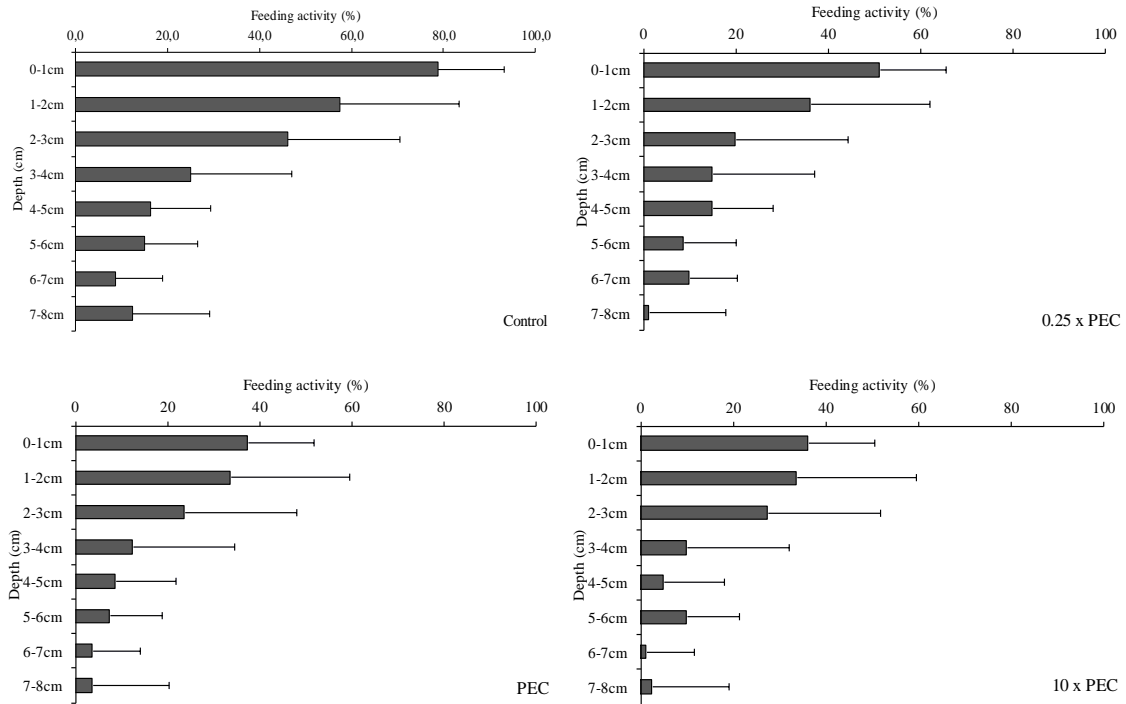 Feeding activity (%)
0,0 20,0 40,0 60,0 80,0 100,0
Depth (cm)
0-1cm
1-2cm
2-3cm
3-4cm
4-5cm
5-6cm
6-7cm
7-8cm
Control
Feeding activity (%)
0 20 40 60 80 100
Depth (cm)
0-1cm
1-2cm
2-3cm
3-4cm
4-5cm
5-6cm
6-7cm
7-8cm
0.25 x PEC
Feeding activity (%)
0 20 40 60 80 100
Depth (cm)
0-1cm
1-2cm
2-3cm
3-4cm
4-5cm
5-6cm
6-7cm
7-8cm
PEC
Feeding activity (%)
0 20 40 60 80 100
Depth (cm)
0-1cm
1-2cm
2-3cm
3-4cm
4-5cm
5-6cm
6-7cm
7-8cm
10 x PEC